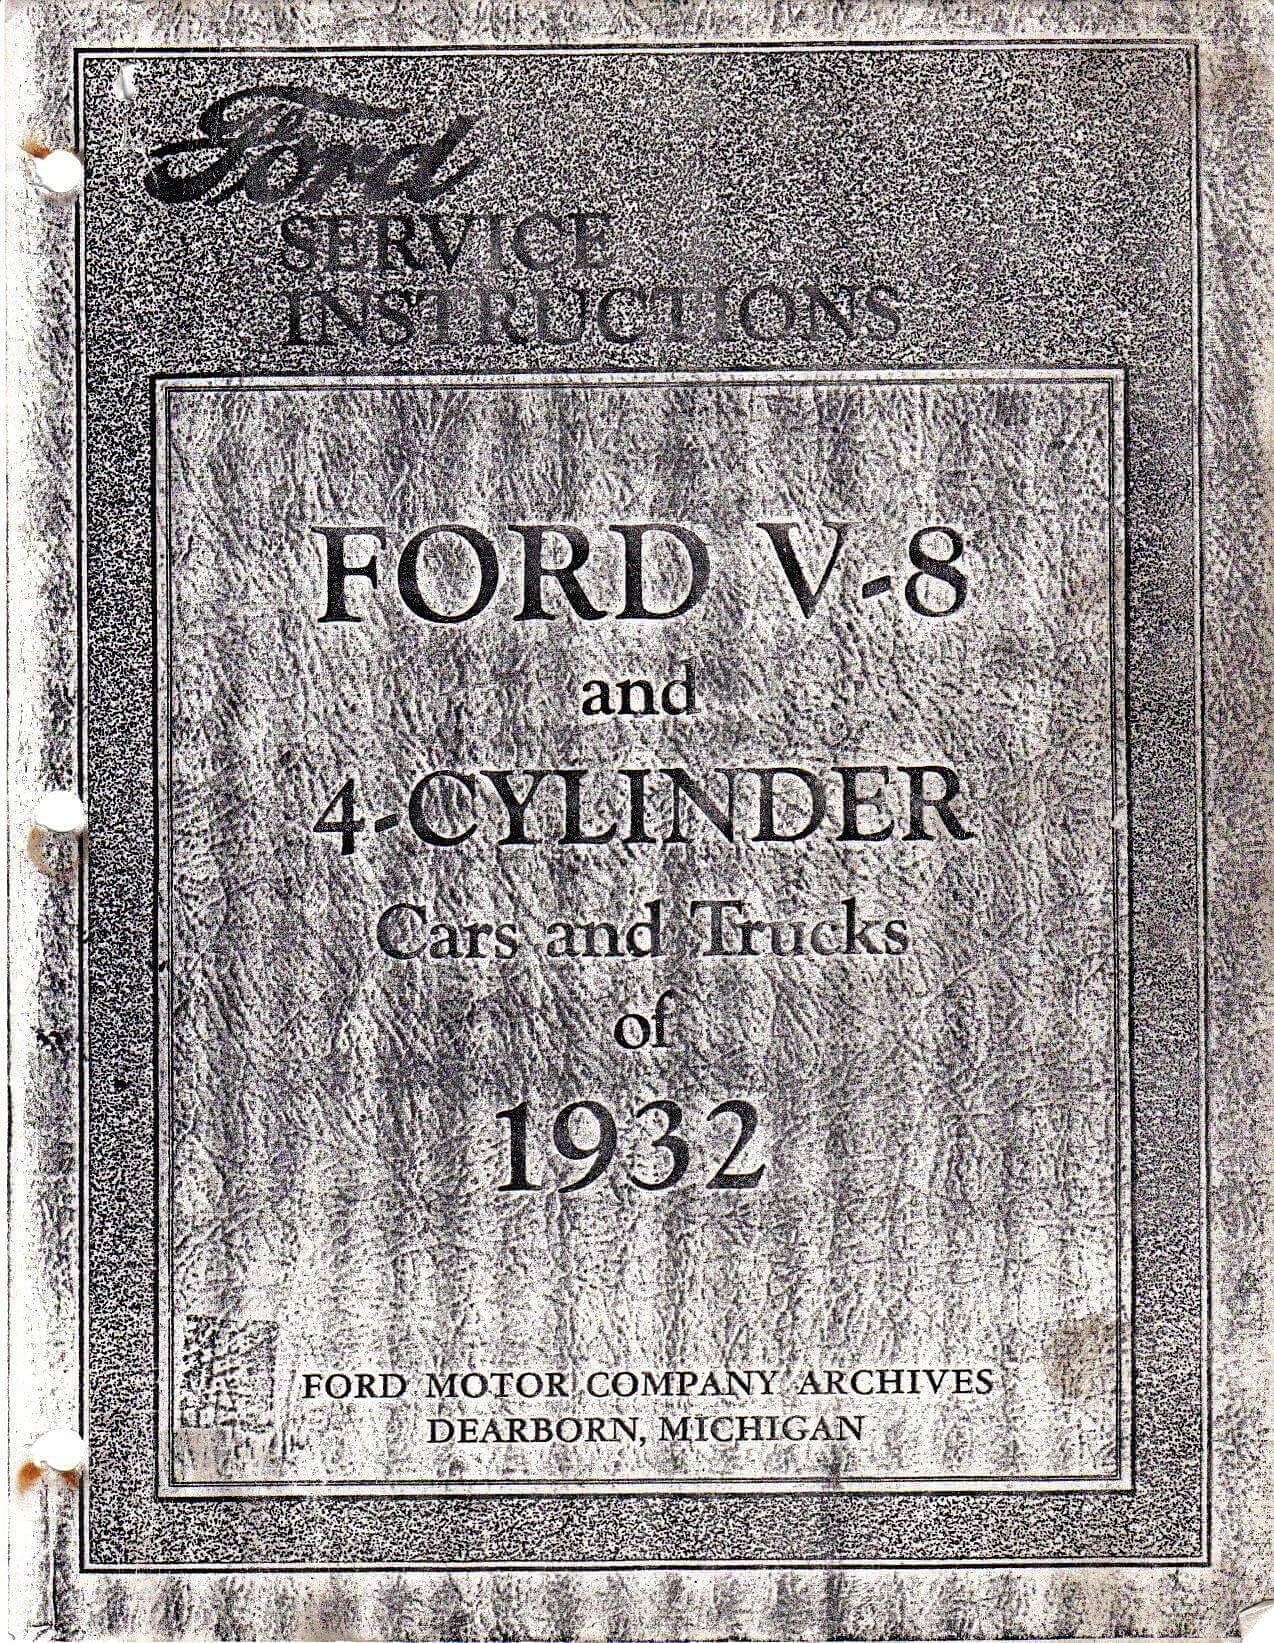 Ford
SERVICE
INSTRUCTIONS
FORD V-8
and
4-CYLINDER
Cars and Trucks
of
1932
FORD MOTOR COMPANY ARCHIVES
DEARBORN, MICHIGAN